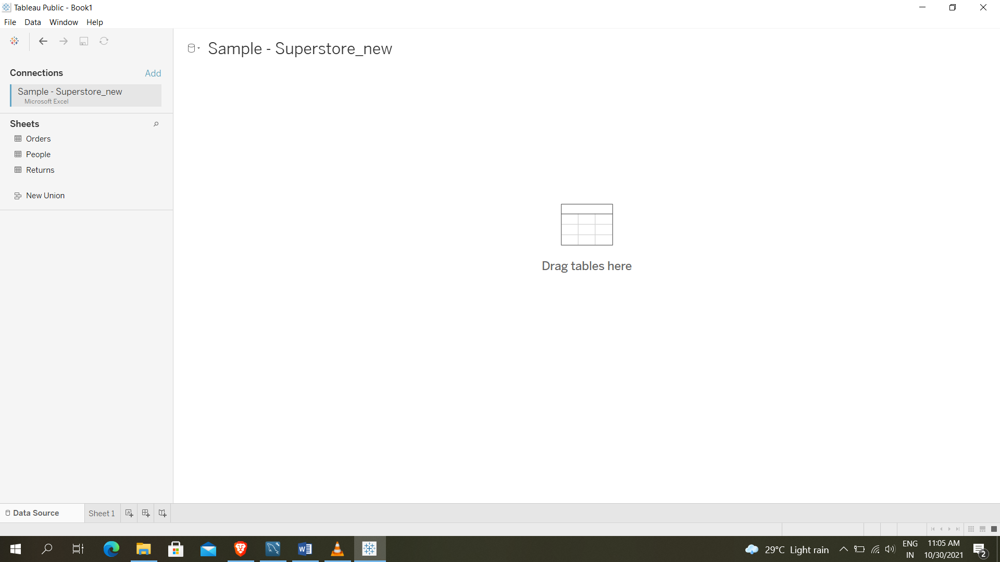 Tableau Public - Book1
File Data Window Help
Sample - Superstore_new
Connections Add
Sample - Superstore_new
Microsoft Excel
Sheets
Orders
People
Returns
New Union
Drag tables here
Data Source Sheet 1
29°C Light rain
ENG
IN
11:05 AM
10/30/2021
2